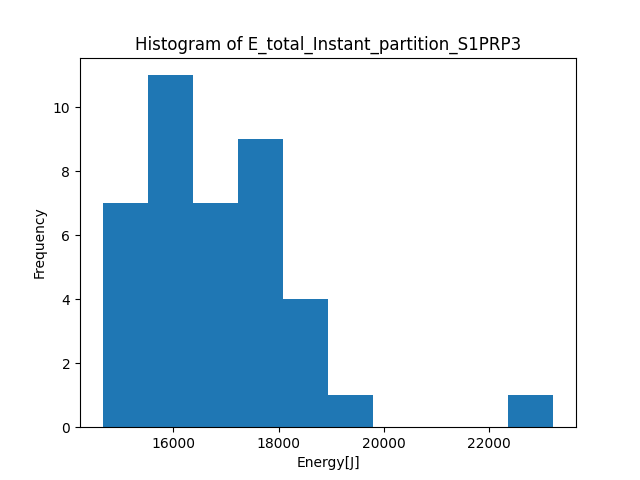 Histogram of E_total_Instant_partition_S1PRP3
10
8
6
4
2
0
Frequency
16000 18000 20000 22000
Energy[J]